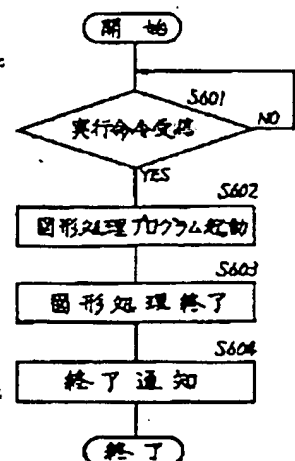 開始
S601
実行命令受信
NO
YES
S602
図形処理プログラム起動
S603
図形処理終了
S604
終了通知
終了